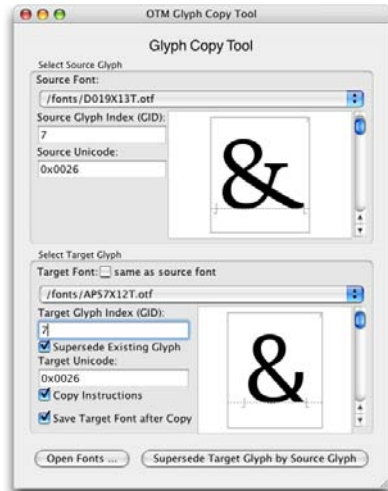 OTM Glyph Copy Tool
Glyph Copy Tool
Select Source Glyph
Source Font:
/fonts/D019X13T.otf
Source Glyph Index (GID):
7
Source Unicode:
0x0026
&
Select Target Glyph
Target Font: same as source font
/fonts/AP57X12T.otf
Target Glyph Index (GID):
7
Supersede Existing Glyph
Target Unicode:
0x0026
Copy Instructions
Save Target Font after Copy
&
Open Fonts ... Supersede Target Glyph by Source Glyph